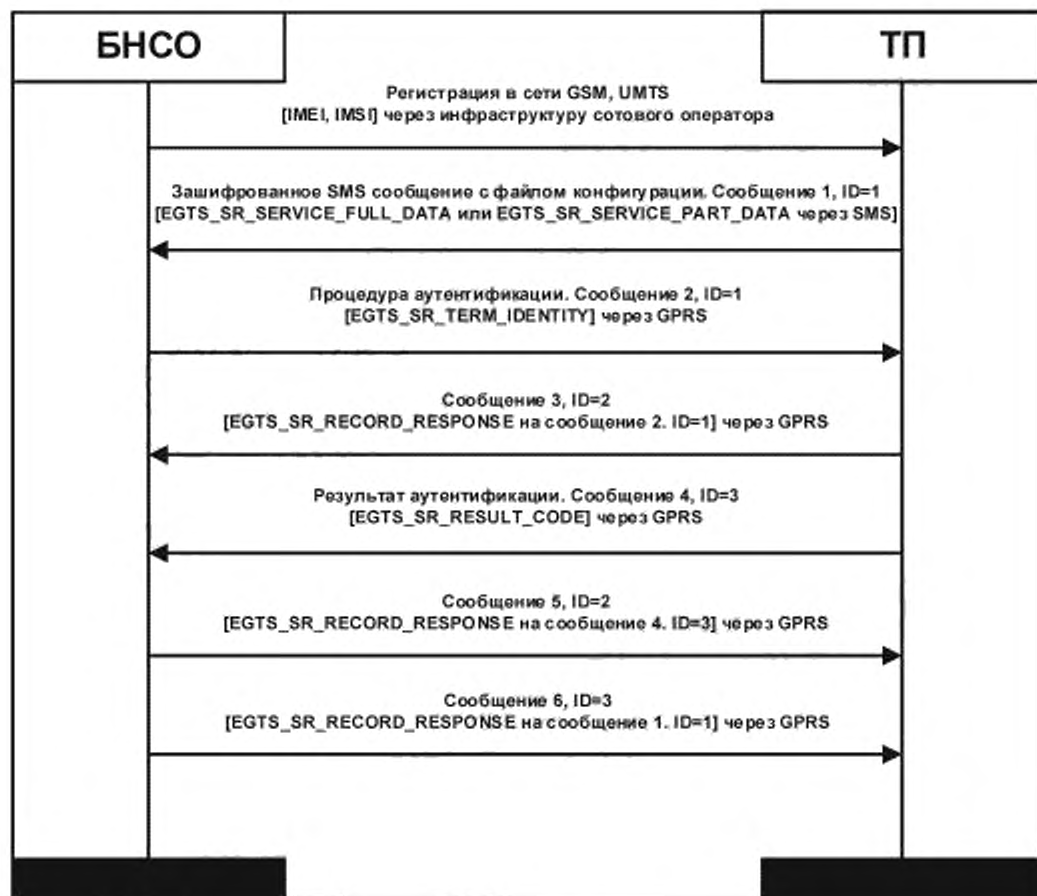 БНСО
ТП
Регистрация в сети GSM, UMTS
[IMEI, IMSI] через инфраструктуру сотового оператора
Зашифрованное SMS сообщение с файлом конфигурации. Сообщение 1, ID=1
[EGTS_SR_SERVICE_FULL_DATA или EGTS_SR_SERVICE_PART_DATA через SMS]
Процедура аутентификации. Сообщение 2, ID=1
[EGTS_SR_TERM_IDENTITY] через GPRS
Сообщение 3, ID=2
[EGTS_SR_RECORD_RESPONSE на сообщение 2. ID=1] через GPRS
Результат аутентификации. Сообщение 4, ID=3
[EGTS_SR_RESULT_CODE] через GPRS
Сообщение 5, ID=2
[EGTS_SR_RECORD_RESPONSE на сообщение 4. ID=3] через GPRS
Сообщение 6, ID=3
[EGTS_SR_RECORD_RESPONSE на сообщение 1. ID=1] через GPRS